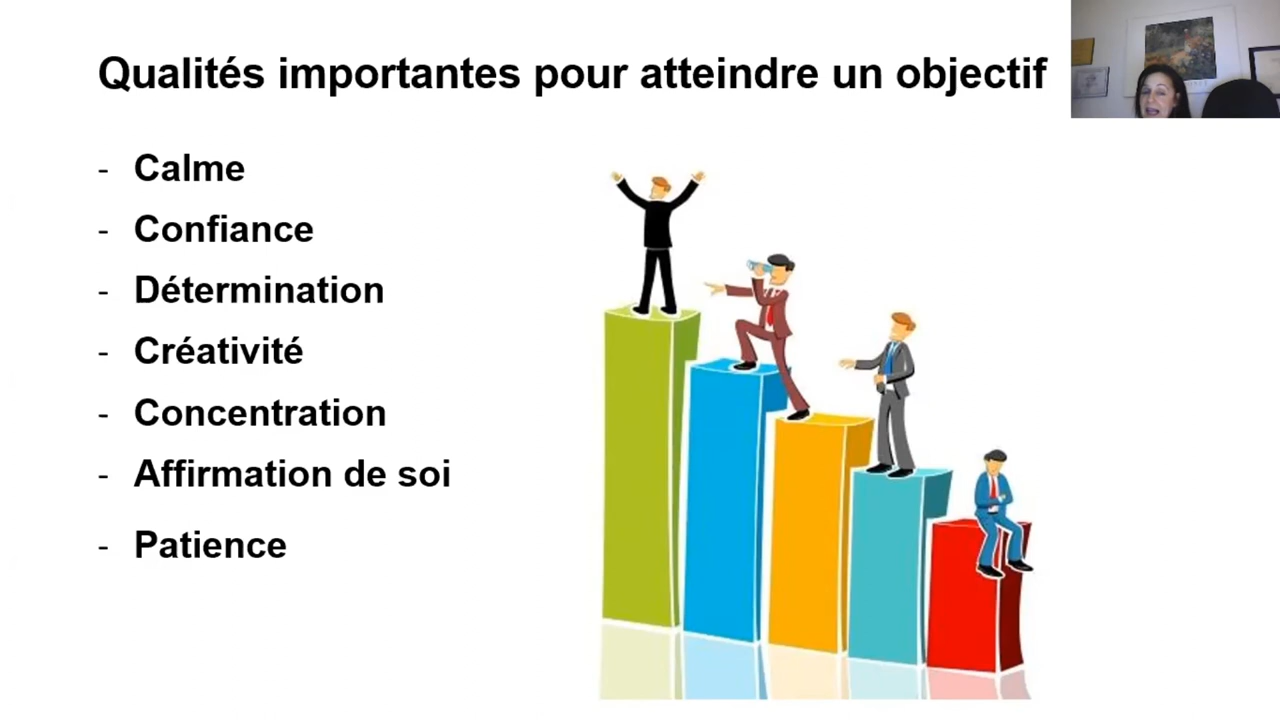 Qualités importantes pour atteindre un objectif
- Calme
- Confiance
- Détermination
- Créativité
- Concentration
- Affirmation de soi
- Patience